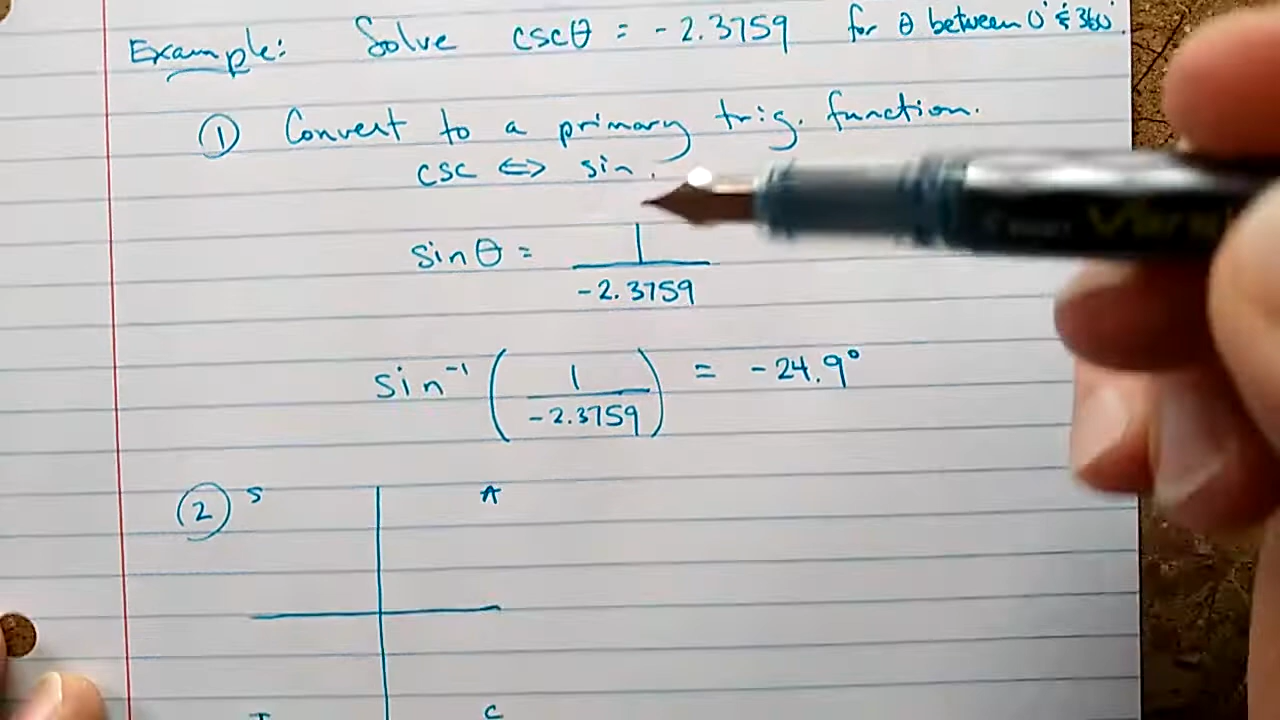 Example: Solve cscθ = -2.3759 for θ between 0° & 360°.
① Convert to a primary trig. function.
csc ⇔ sin.
sinθ = 1/-2.3759
sin⁻¹(1/-2.3759) = -24.9°
② S A
T C